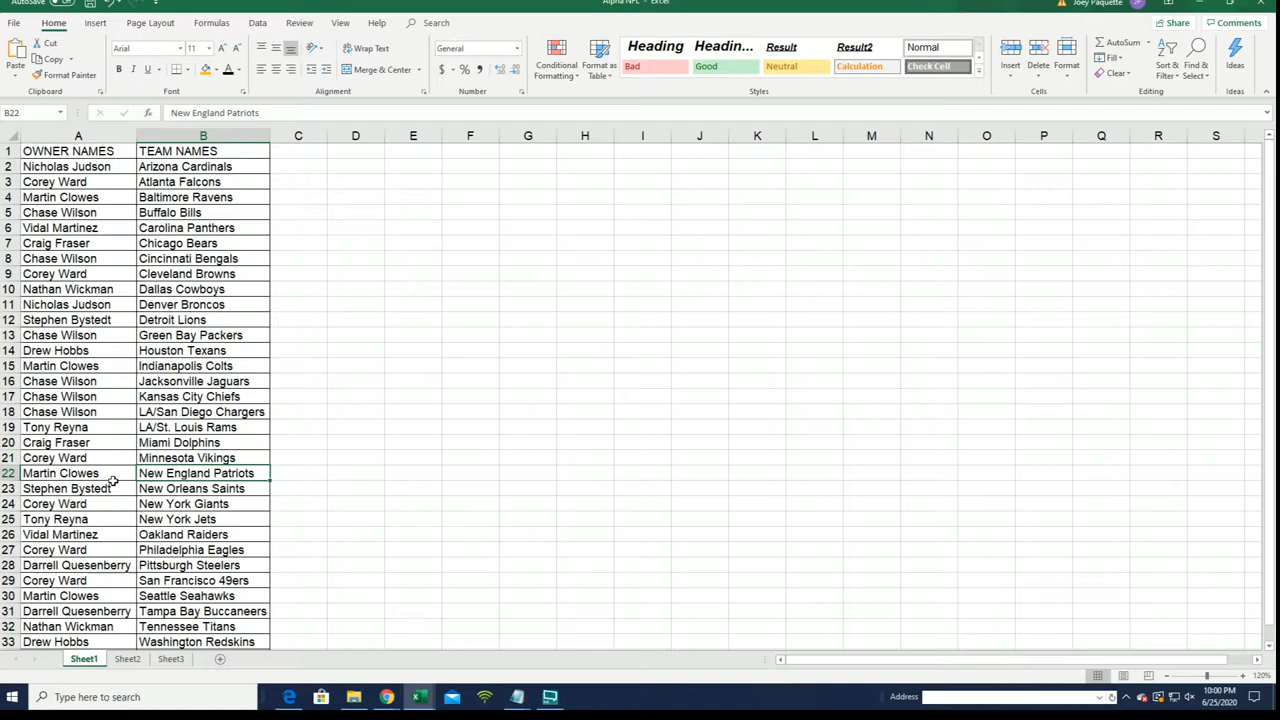 AutoSave Off Alpha NFL - Excel Joey Paquette JP
File Home Insert Page Layout Formulas Data Review View Help Search Share Comments
Cut Arial 11 A A Wrap Text General Heading Headin... Result Result2 Normal AutoSum
Paste Copy Fill
Format Painter B I U A Merge & Center $ % Conditional Formatting Format as Table Bad Good Neutral Calculation Check Cell Insert Delete Format Clear Sort & Filter Find & Select Ideas
Clipboard Font Alignment Number Styles Cells Editing Ideas
B22 fx New England Patriots
A B C D E F G H I J K L M N O P Q R S
1 OWNER NAMES TEAM NAMES
2 Nicholas Judson Arizona Cardinals
3 Corey Ward Atlanta Falcons
4 Martin Clowes Baltimore Ravens
5 Chase Wilson Buffalo Bills
6 Vidal Martinez Carolina Panthers
7 Craig Fraser Chicago Bears
8 Chase Wilson Cincinnati Bengals
9 Corey Ward Cleveland Browns
10 Nathan Wickman Dallas Cowboys
11 Nicholas Judson Denver Broncos
12 Stephen Bystedt Detroit Lions
13 Chase Wilson Green Bay Packers
14 Drew Hobbs Houston Texans
15 Martin Clowes Indianapolis Colts
16 Chase Wilson Jacksonville Jaguars
17 Chase Wilson Kansas City Chiefs
18 Chase Wilson LA/San Diego Chargers
19 Tony Reyna LA/St. Louis Rams
20 Craig Fraser Miami Dolphins
21 Corey Ward Minnesota Vikings
22 Martin Clowes New England Patriots
23 Stephen Bystedt New Orleans Saints
24 Corey Ward New York Giants
25 Tony Reyna New York Jets
26 Vidal Martinez Oakland Raiders
27 Corey Ward Philadelphia Eagles
28 Darrell Quesenberry Pittsburgh Steelers
29 Corey Ward San Francisco 49ers
30 Martin Clowes Seattle Seahawks
31 Darrell Quesenberry Tampa Bay Buccaneers
32 Nathan Wickman Tennessee Titans
33 Drew Hobbs Washington Redskins
Sheet1 Sheet2 Sheet3
120%
Type here to search Address 10:00 PM
6/25/2020